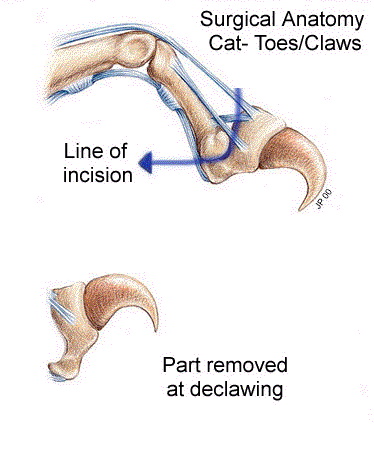 Surgical Anatomy
Cat- Toes/Claws
Line of
incision
JP 00
Part removed
at declawing